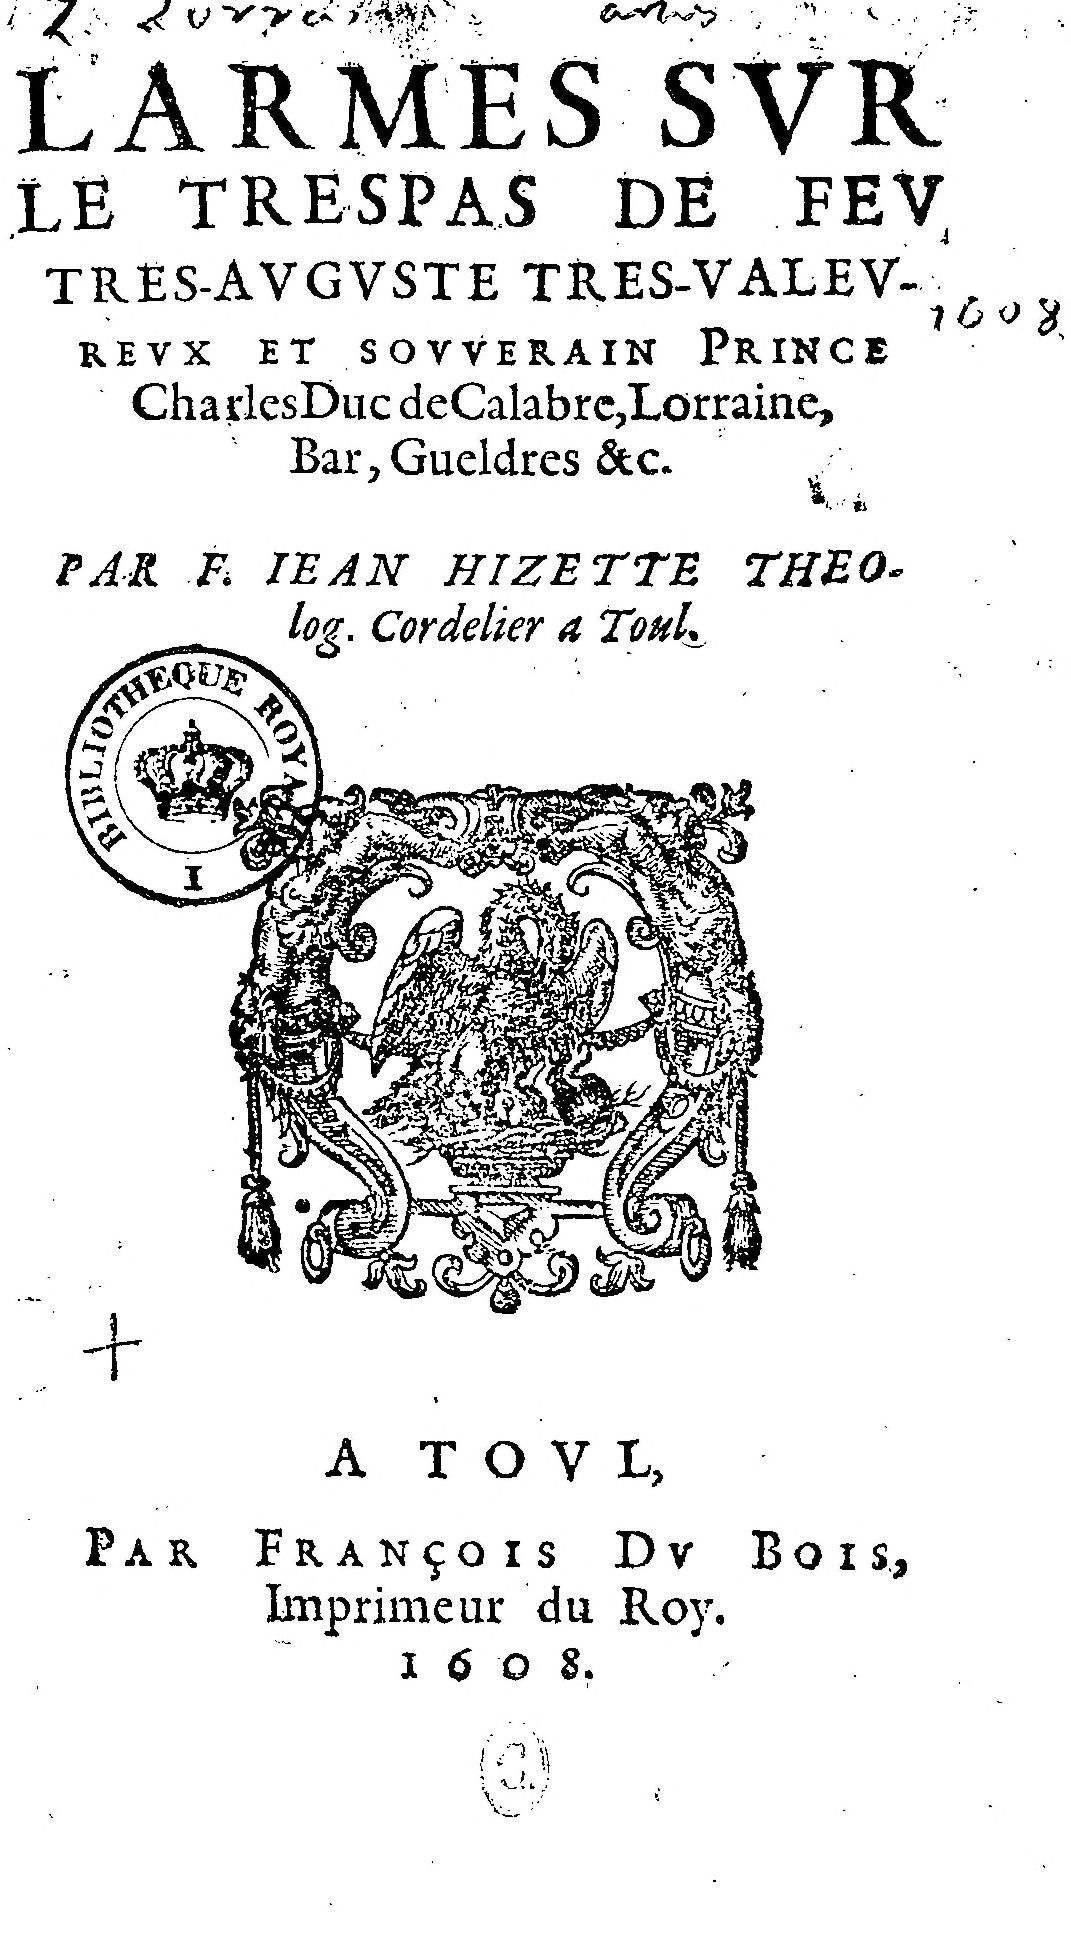 LARMES SVR
LE TRESPAS DE FEV
TRES-AVGVSTE TRES-VALEV-
REVX ET SOVVERAIN PRINCE
1608
Charles Duc de Calabre, Lorraine,
Bar, Gueldres &c.
PAR F. IEAN HIZETTE THEO-
log. Cordelier a Toul.
BIBLIOTHEQUE ROYA
I
A TOVL,
PAR FRANÇOIS DV BOIS,
Imprimeur du Roy.
1608.